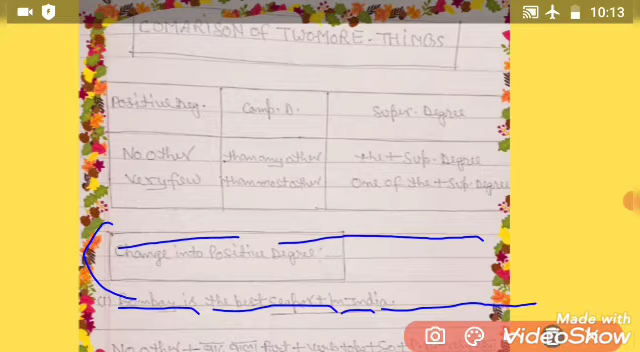 10:13
COMARISON of TWOMORE-THINGS
Positive Deg. Comp. D. Super. Degree
No other than any other the + Sup. Degree
Very few than most other One of the + Sup. Degree
Change into Positive Degree:
(1) Bombay is the best seaport in India.
No other +
Made with
VideoShow